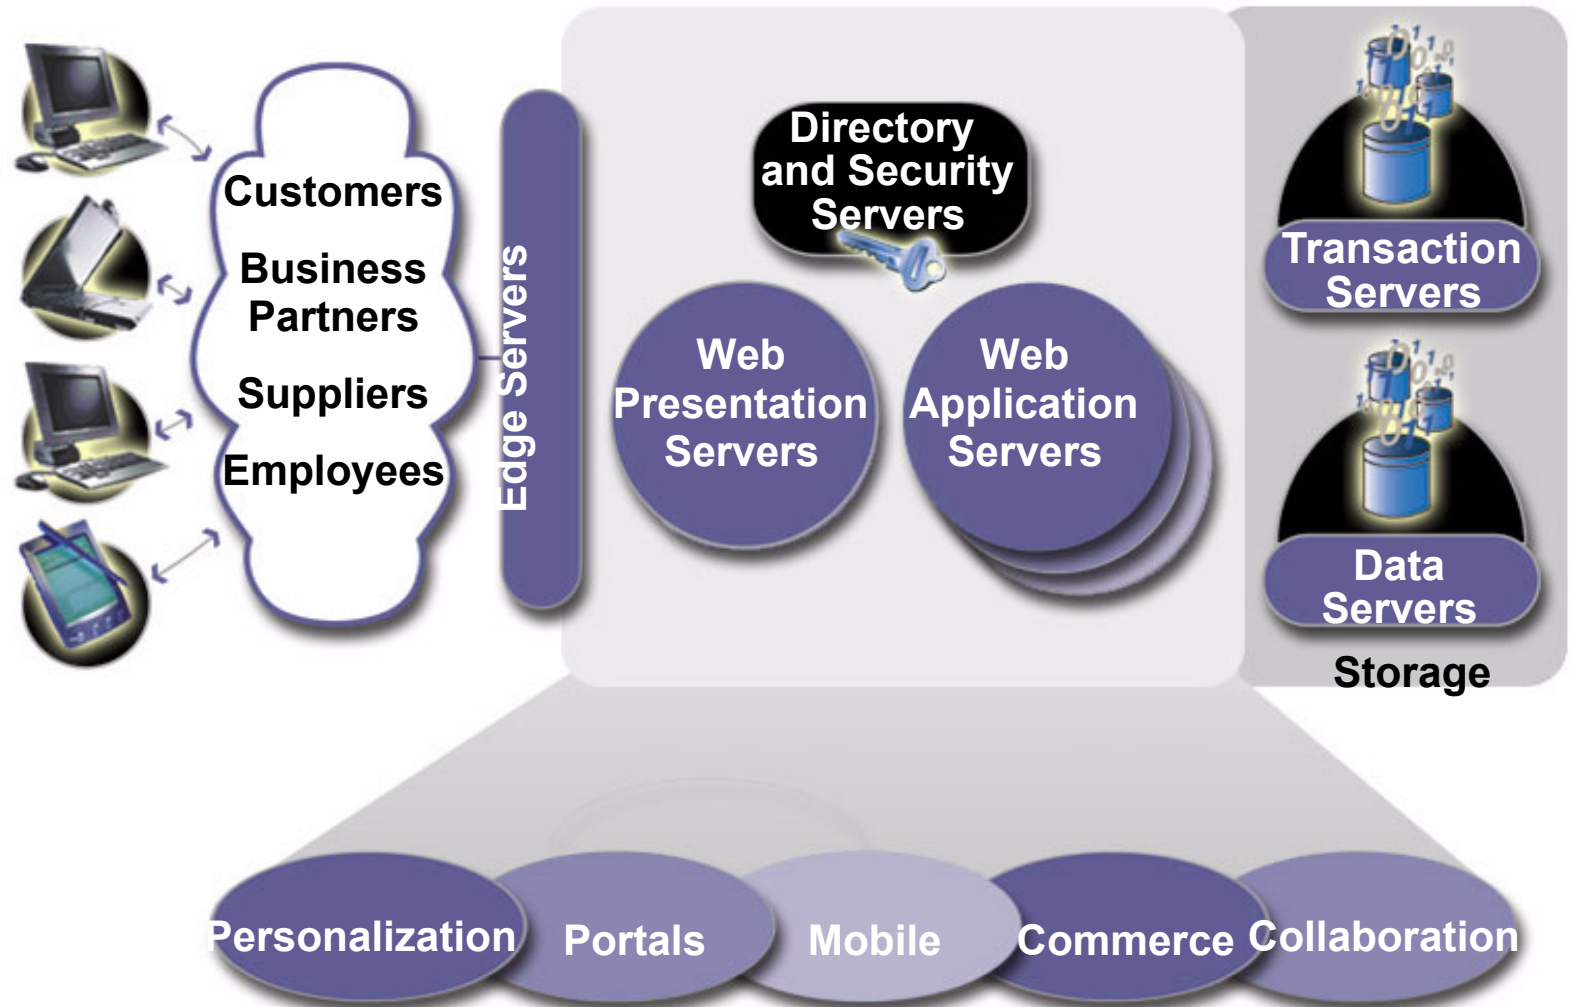 Customers
Business
Partners
Suppliers
Employees
Edge Servers
Directory
and Security
Servers
Web
Presentation
Servers
Web
Application
Servers
Transaction
Servers
Data
Servers
Storage
Personalization
Portals
Mobile
Commerce
Collaboration